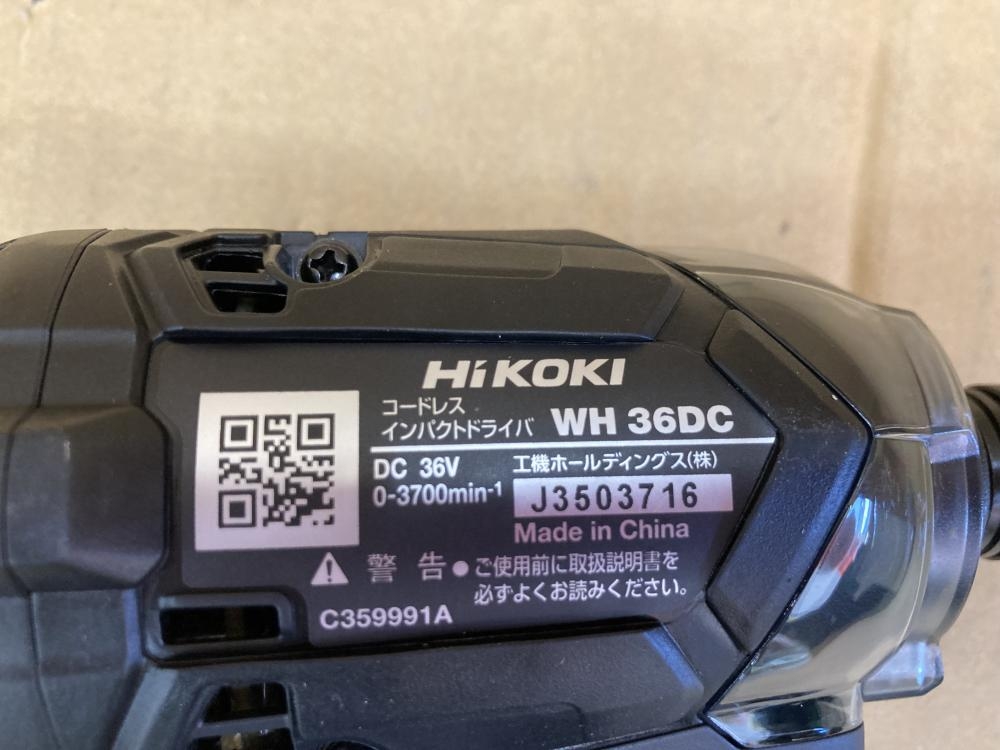 HiKOKI
コードレス
インパクトドライバ WH 36DC
DC 36V 工機ホールディングス(株)
0-3700min-1 J3503716
Made in China
警告 ●ご使用前に取扱説明書を
必ずよくお読みください。
C359991A